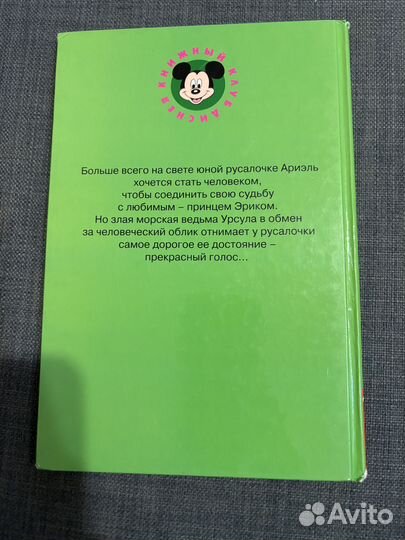 КНИЖНЫЙ КЛУБ ДИСНЕЯ
Больше всего на свете юной русалочке Ариэль
хочется стать человеком,
чтобы соединить свою судьбу
с любимым – принцем Эриком.
Но злая морская ведьма Урсула в обмен
за человеческий облик отнимает у русалочки
самое дорогое ее достояние –
прекрасный голос...
Avito